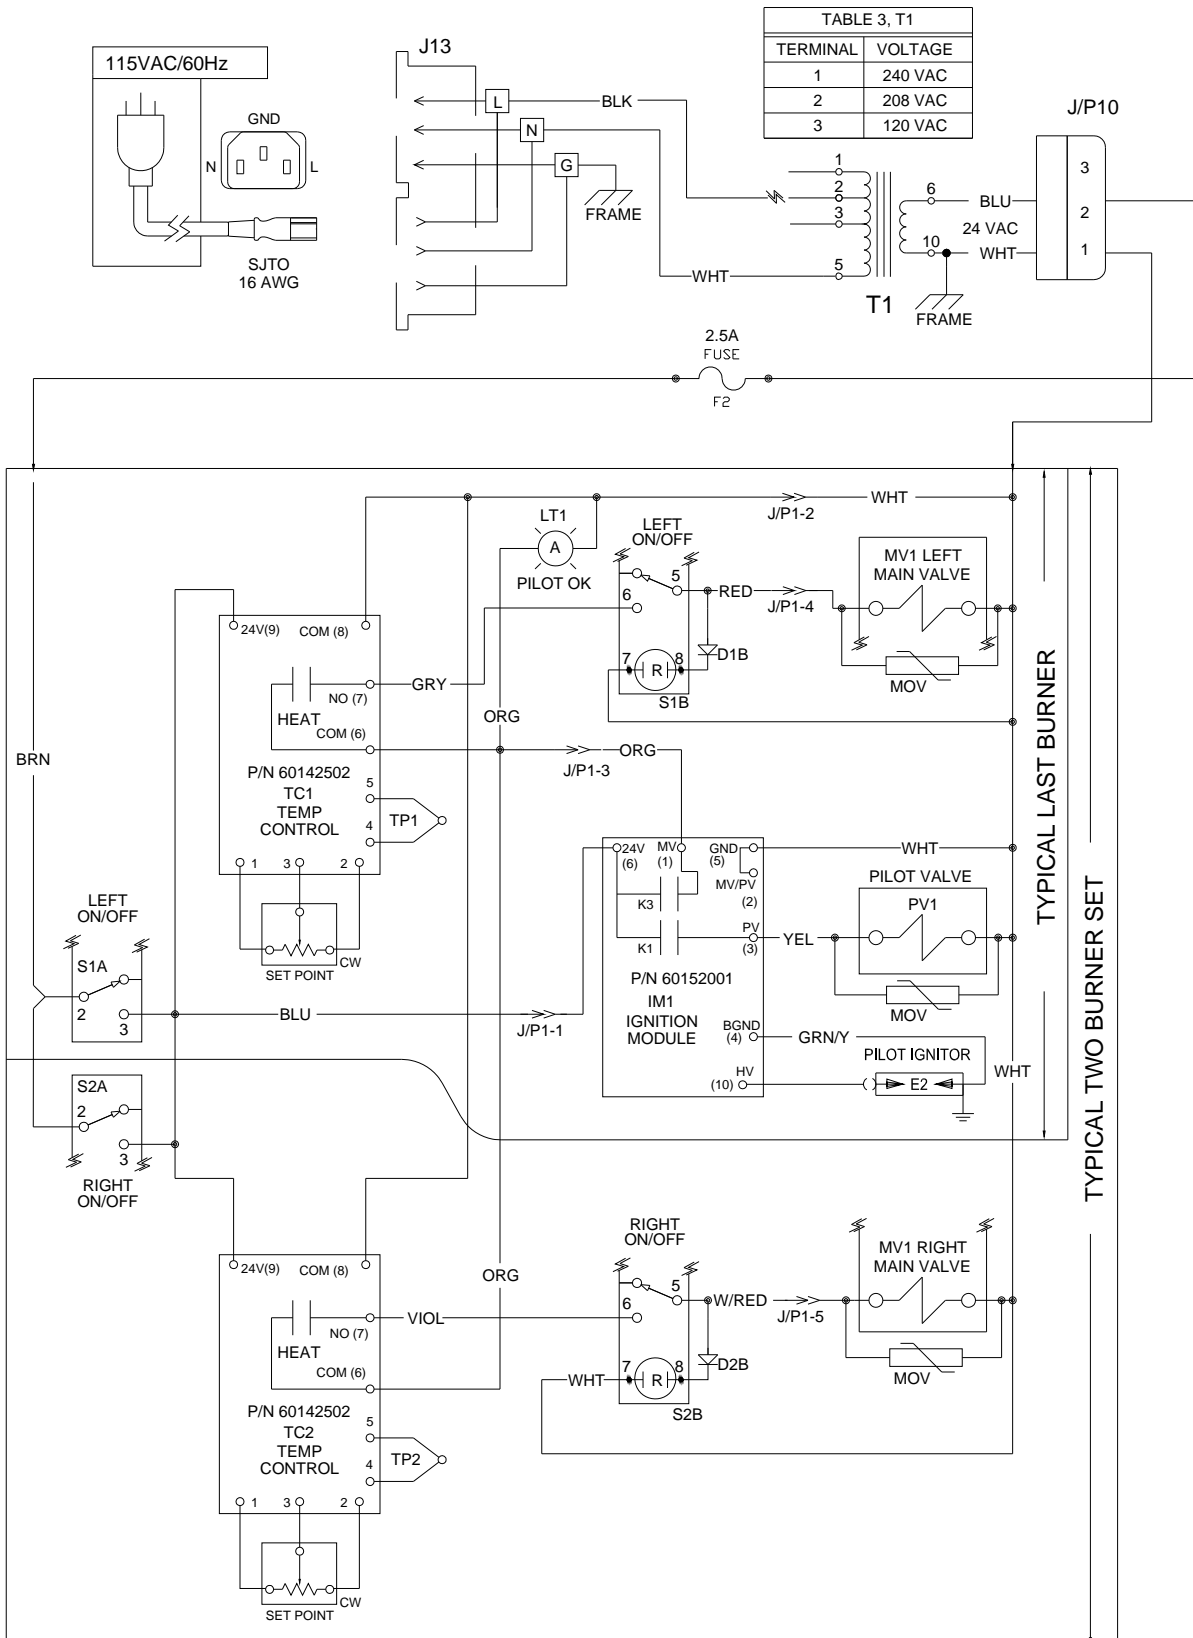 TABLE 3, T1
TERMINAL VOLTAGE
1 240 VAC
2 208 VAC
3 120 VAC
115VAC/60Hz
GND
N L
SJTO
16 AWG
J13
L
BLK
N
G
FRAME
WHT
1
2
3
5
T1
6
BLU
24 VAC
10
WHT
FRAME
J/P10
3
2
1
2.5A
FUSE
F2
LT1
A
PILOT OK
J/P1-2
WHT
LEFT
ON/OFF
5
6
RED
J/P1-4
MV1 LEFT
MAIN VALVE
MOV
D1B
7
R
8
S1B
24V(9)
COM (8)
HEAT
NO (7)
GRY
COM (6)
ORG
J/P1-3
ORG
P/N 60142502
TC1
TEMP
CONTROL
5
4
TP1
1 3 2
SET POINT
CW
BRN
LEFT
ON/OFF
S1A
2
3
BLU
J/P1-1
24V
(6)
MV
(1)
GND
(5)
WHT
MV/PV
(2)
K3
PV
(3)
K1
YEL
PILOT VALVE
PV1
MOV
P/N 60152001
IM1
IGNITION
MODULE
BGND
(4)
GRN/Y
HV
(10)
PILOT IGNITOR
E2
WHT
TYPICAL LAST BURNER
TYPICAL TWO BURNER SET
S2A
2
3
RIGHT
ON/OFF
24V(9)
COM (8)
HEAT
NO (7)
VIOL
COM (6)
ORG
P/N 60142502
TC2
TEMP
CONTROL
5
4
TP2
1 3 2
SET POINT
CW
RIGHT
ON/OFF
5
6
W/RED
J/P1-5
MV1 RIGHT
MAIN VALVE
MOV
D2B
WHT
7
R
8
S2B